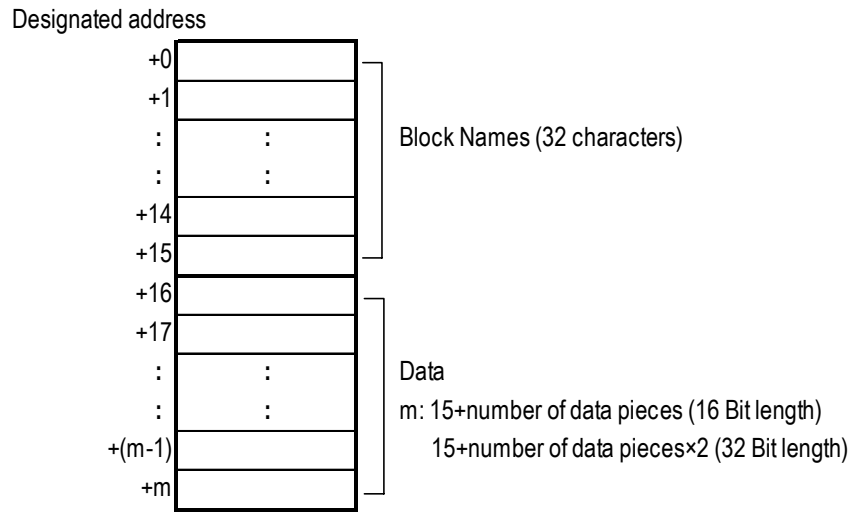 Designated address
+0
+1
: :
Block Names (32 characters)
: :
+14
+15
+16
+17
: :
Data
: :
m: 15+number of data pieces (16 Bit length)
+(m-1)
15+number of data pieces×2 (32 Bit length)
+m